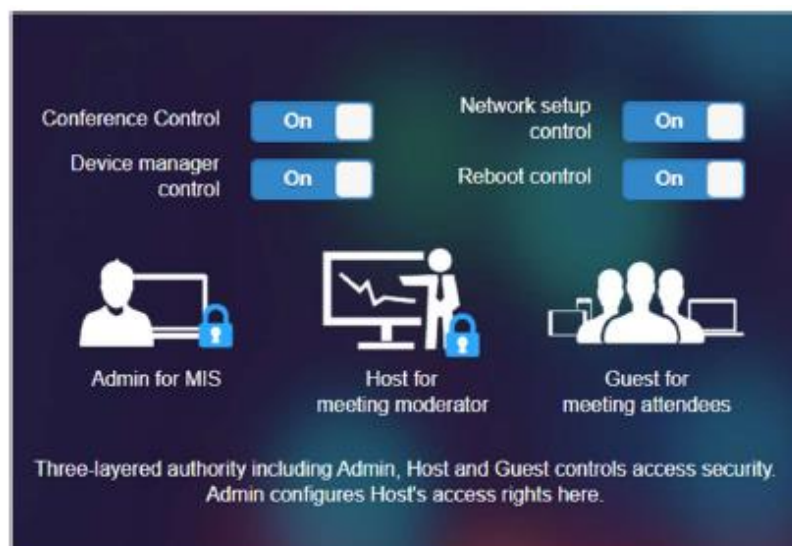 Conference Control On
Network setup
control On
Device manager
control On
Reboot control On
Admin for MIS
Host for
meeting moderator
Guest for
meeting attendees
Three-layered authority including Admin, Host and Guest controls access security.
Admin configures Host's access rights here.